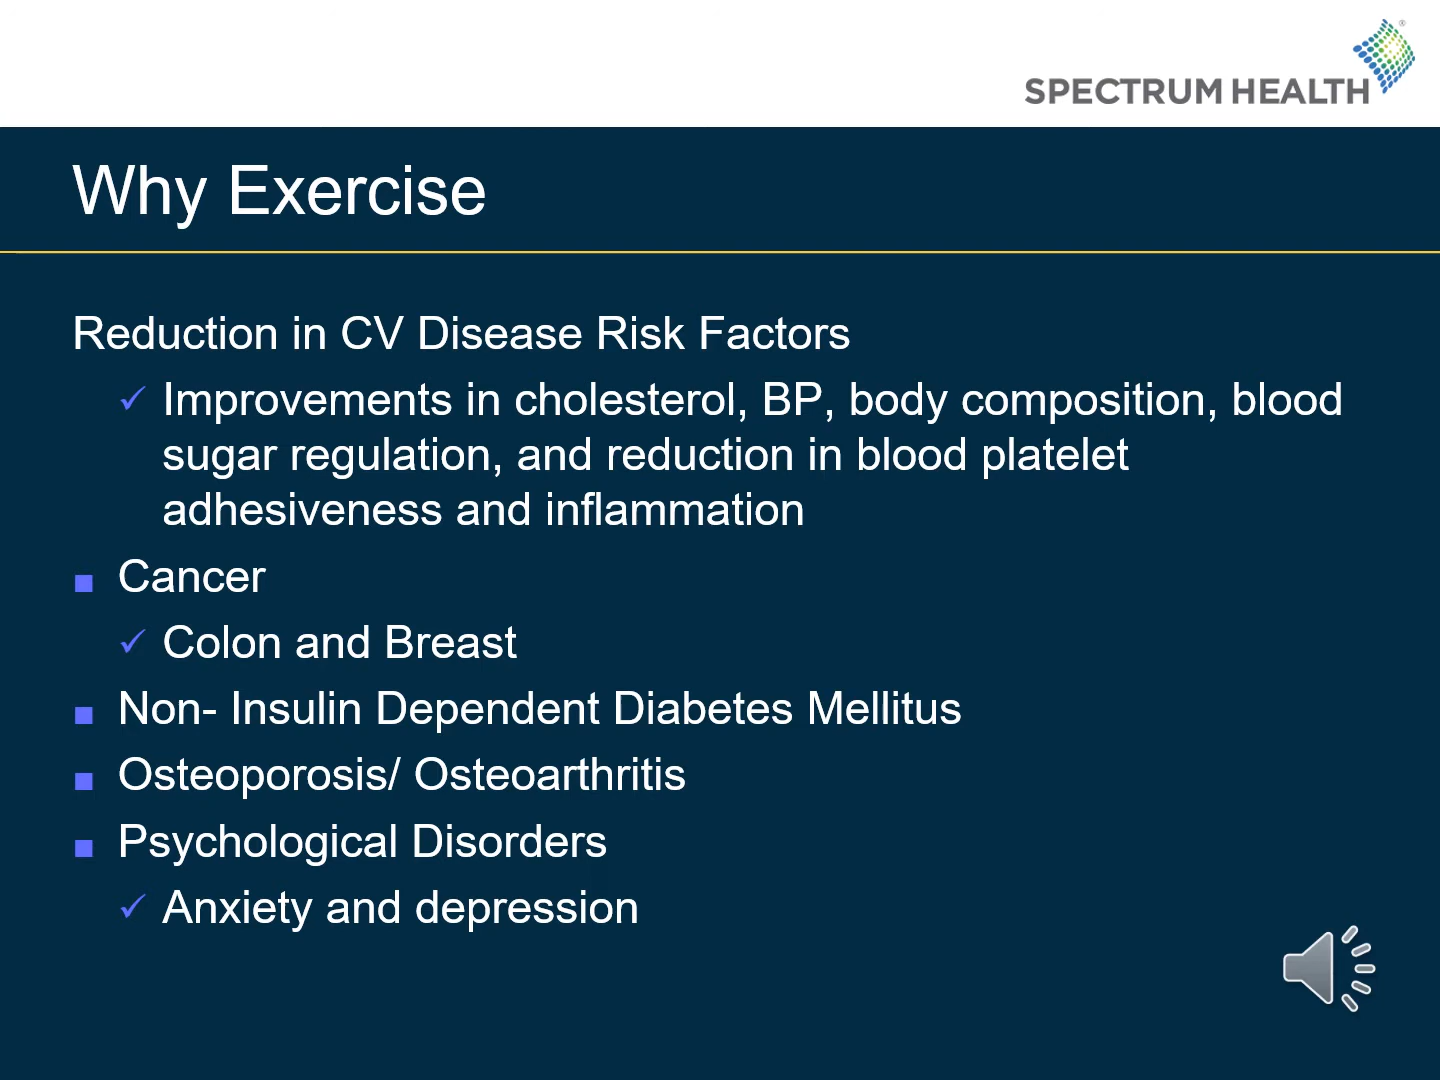 SPECTRUM HEALTH®
Why Exercise
Reduction in CV Disease Risk Factors
✓ Improvements in cholesterol, BP, body composition, blood
sugar regulation, and reduction in blood platelet
adhesiveness and inflammation
■ Cancer
✓ Colon and Breast
■ Non- Insulin Dependent Diabetes Mellitus
■ Osteoporosis/ Osteoarthritis
■ Psychological Disorders
✓ Anxiety and depression